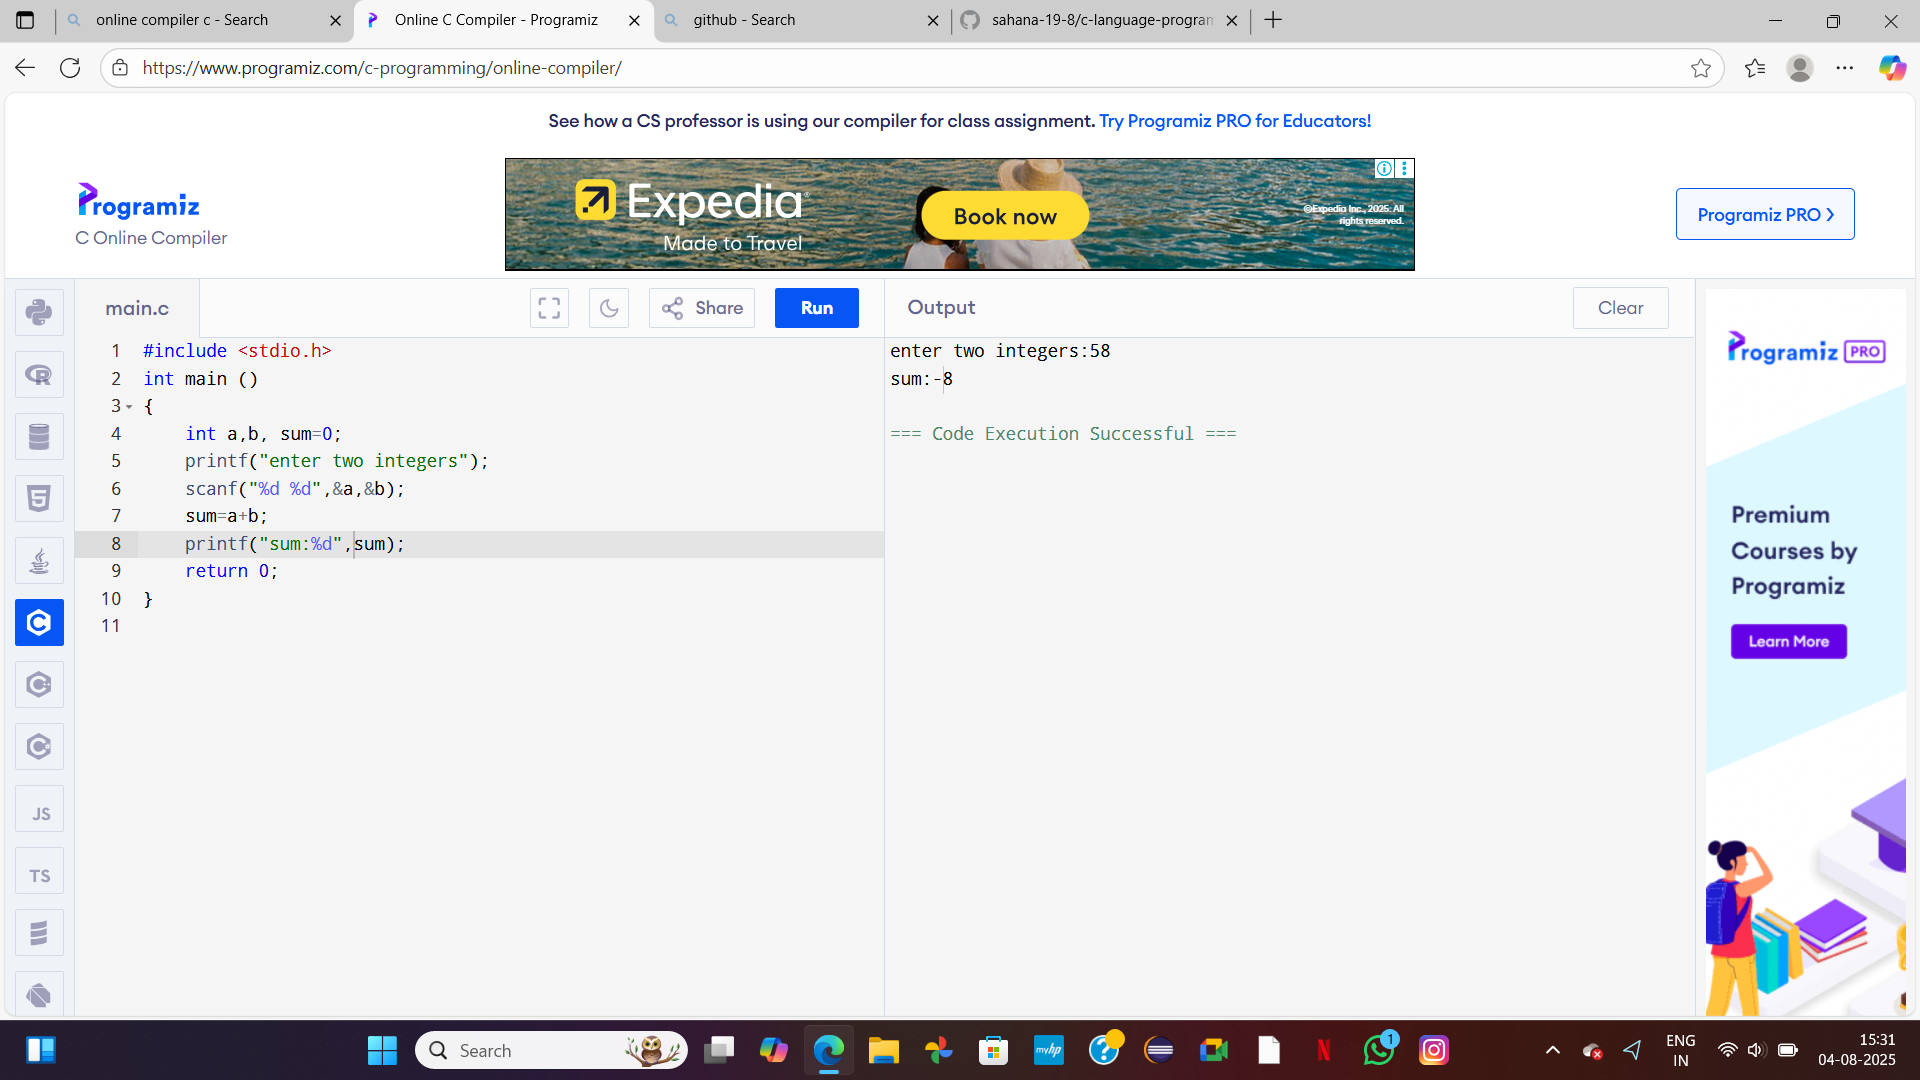 online compiler c - Search
Online C Compiler - Programiz
github - Search
sahana-19-8/c-language-program
https://www.programiz.com/c-programming/online-compiler/
See how a CS professor is using our compiler for class assignment. Try Programiz PRO for Educators!
Programiz
C Online Compiler
Expedia
Made to Travel
Book now
©Expedia Inc., 2025. All
rights reserved.
Programiz PRO ❯
main.c
Share
Run
Output
Clear
1 #include <stdio.h>
2 int main ()
3 {
4 int a,b, sum=0;
5 printf("enter two integers");
6 scanf("%d %d",&a,&b);
7 sum=a+b;
8 printf("sum:%d",sum);
9 return 0;
10 }
11
enter two integers:58
sum:-8
=== Code Execution Successful ===
JS
TS
Programiz PRO
Premium
Courses by
Programiz
Learn More
Search
myhp
1
ENG
IN
15:31
04-08-2025